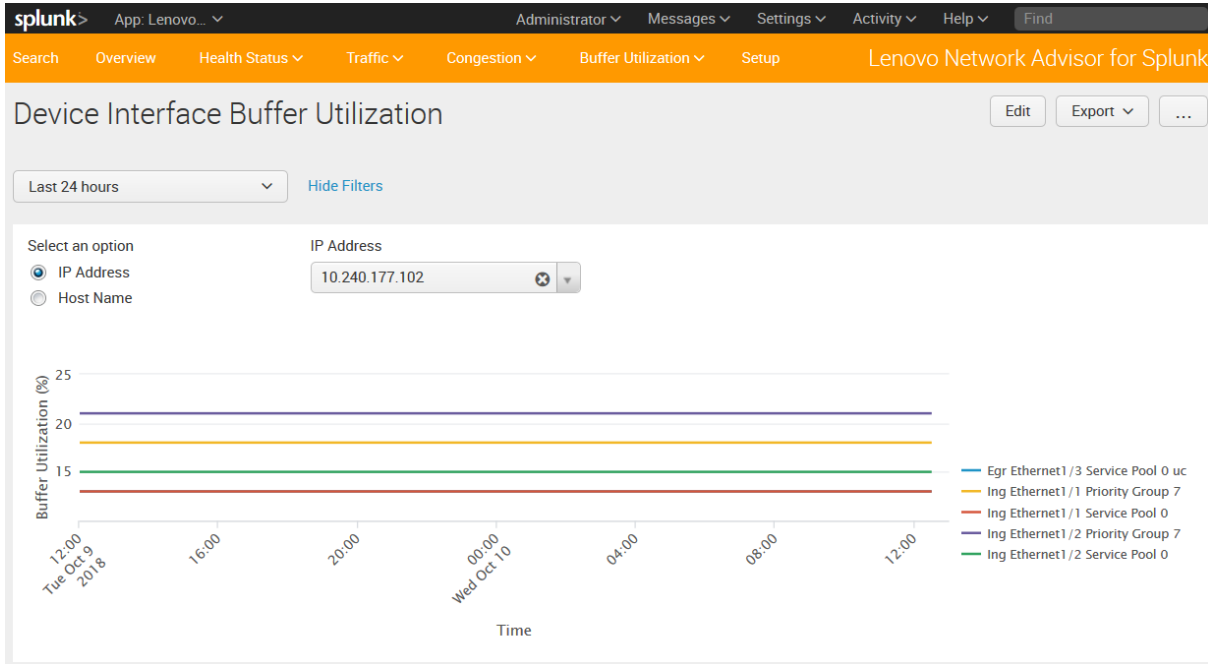 splunk> App: Lenovo... Administrator Messages Settings Activity Help Find
Search Overview Health Status Traffic Congestion Buffer Utilization Setup Lenovo Network Advisor for Splunk
Device Interface Buffer Utilization
Edit Export ...
Last 24 hours Hide Filters
Select an option
IP Address
Host Name
IP Address
10.240.177.102
Buffer Utilization (%)
25
20
15
12:00
Tue Oct 9
2018
16:00
20:00
00:00
Wed Oct 10
04:00
08:00
12:00
Time
Egr Ethernet1/3 Service Pool 0 uc
Ing Ethernet1/1 Priority Group 7
Ing Ethernet1/1 Service Pool 0
Ing Ethernet1/2 Priority Group 7
Ing Ethernet1/2 Service Pool 0